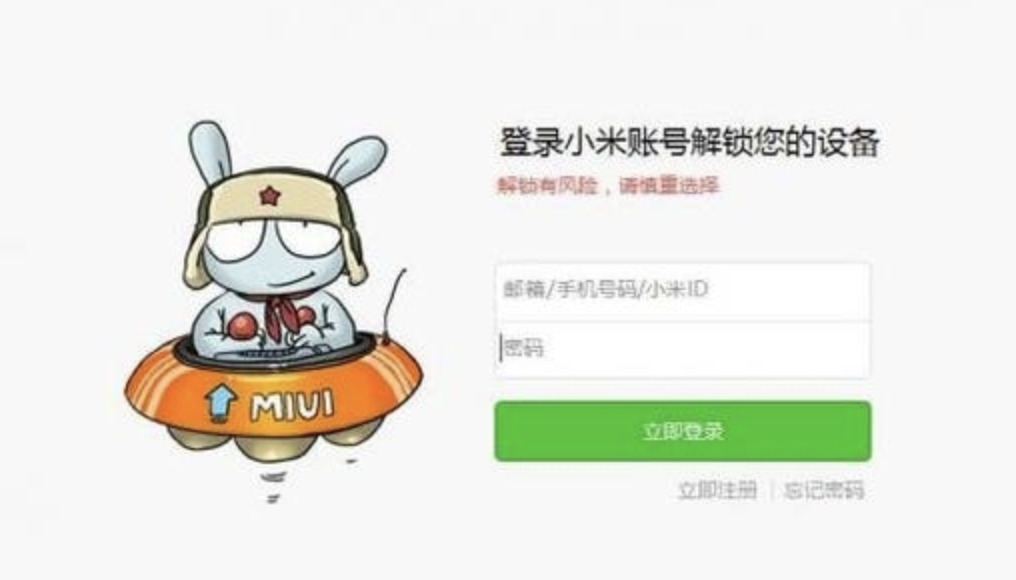 登录小米账号解锁您的设备
解锁有风险，请慎重选择
邮箱/手机号码/小米ID
密码
立即登录
立即注册 | 忘记密码
MIUI